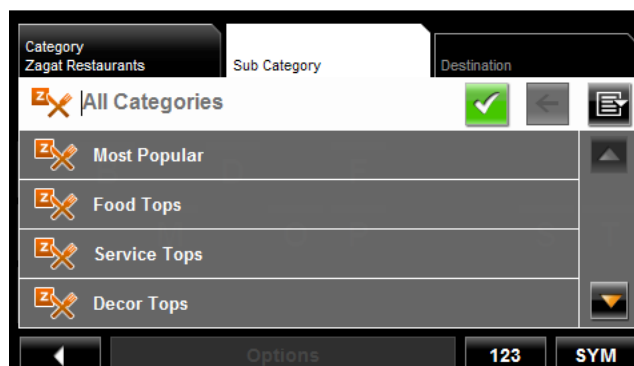 Category
Zagat Restaurants
Sub Category
Destination
All Categories
Z Most Popular
Z Food Tops
Z Service Tops
Z Decor Tops
Options
123
SYM